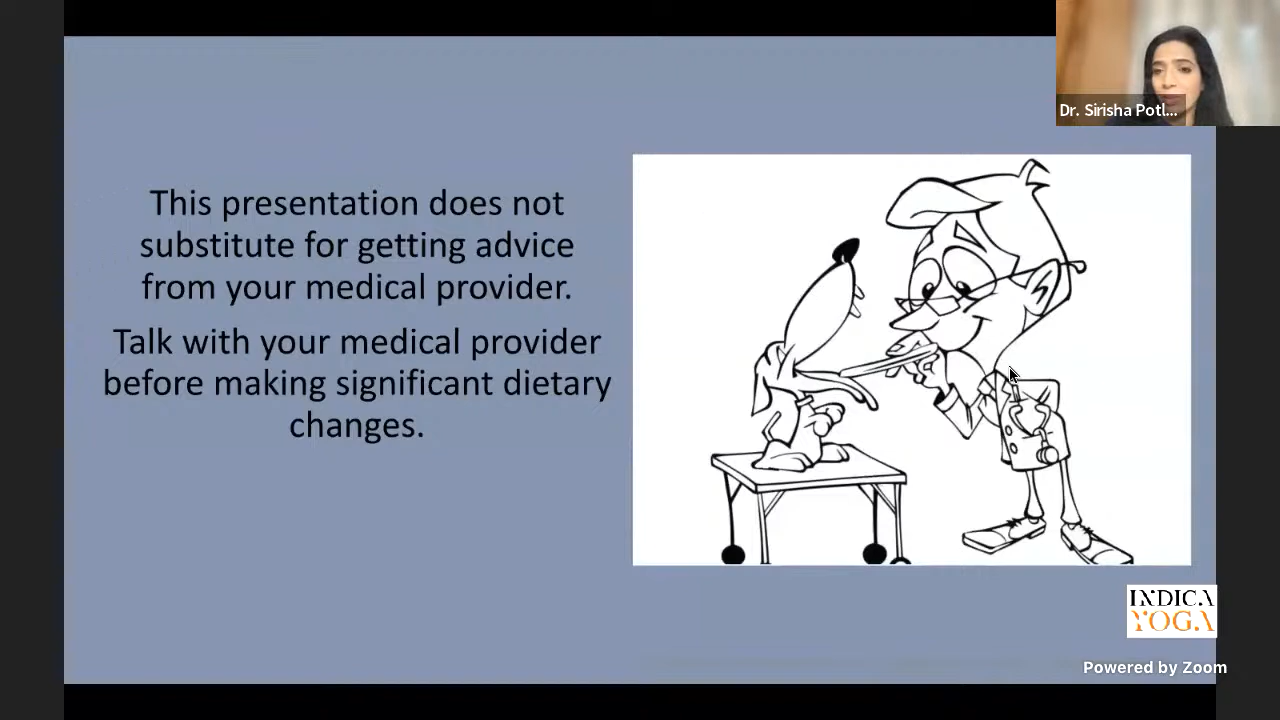 Dr. Sirisha Potl...
This presentation does not
substitute for getting advice
from your medical provider.
Talk with your medical provider
before making significant dietary
changes.
INDICA
YOGA
Powered by Zoom